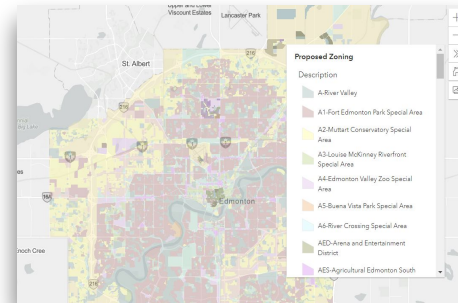 Viscount Estates
Lancaster Park
St. Albert
216
Edmonton
Enoch Cree
216
Proposed Zoning
Description
A-River Valley
A1-Fort Edmonton Park Special Area
A2-Muttart Conservatory Special
Area
A3-Louise McKinney Riverfront
Special Area
A4-Edmonton Valley Zoo Special
Area
A5-Buena Vista Park Special Area
A6-River Crossing Special Area
AED-Arena and Entertainment
District
AES-Agricultural Edmonton South